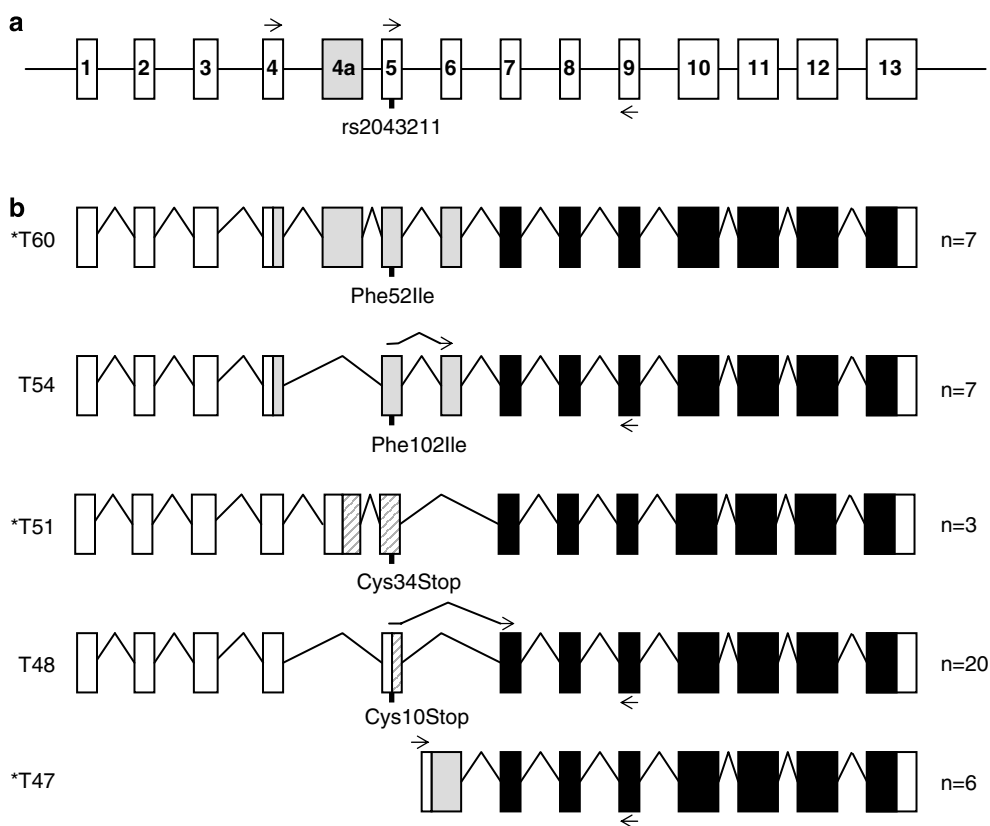 a
1 2 3 4 4a 5 6 7 8 9 10 11 12 13
rs2043211
b
*T60 n=7
Phe52Ile
T54 n=7
Phe102Ile
*T51 n=3
Cys34Stop
T48 n=20
Cys10Stop
*T47 n=6